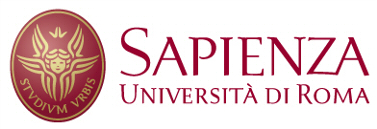 STVDIVM VRBIS
SAPIENZA
UNIVERSITÀ DI ROMA